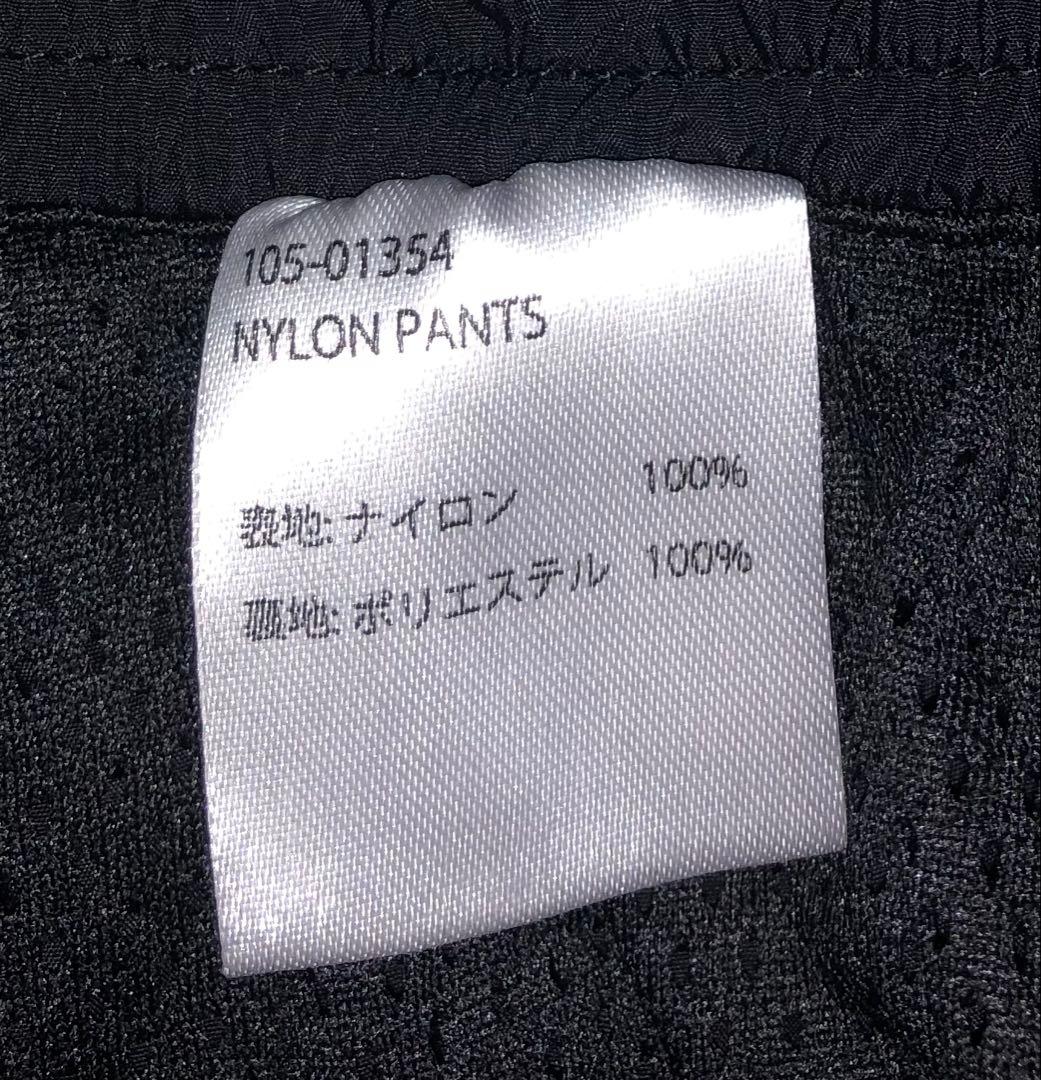 105-01354
NYLON PANTS
表地: ナイロン 100%
裏地: ポリエステル 100%